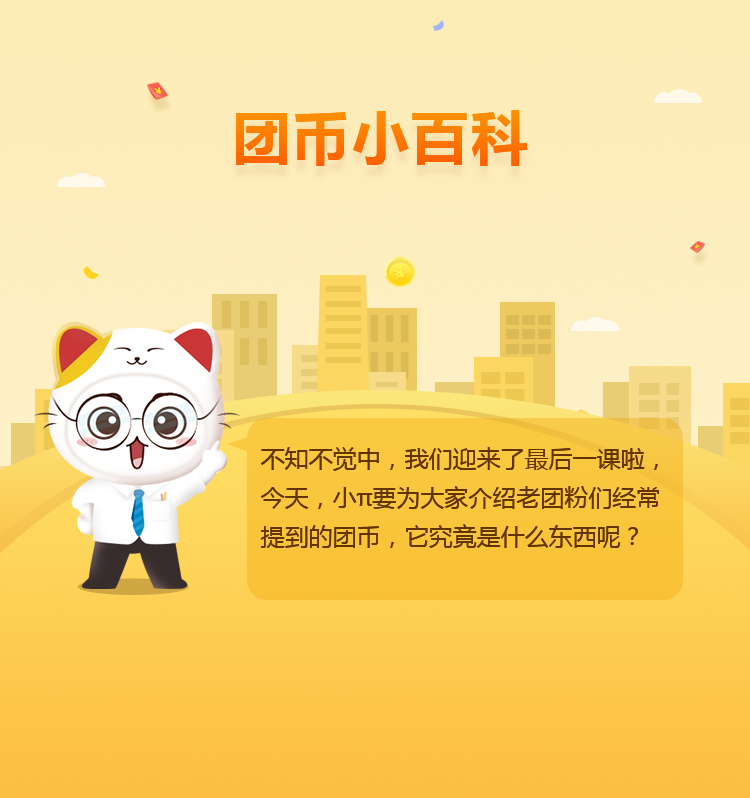 团币小百科
不知不觉中，我们迎来了最后一课啦，
今天，小π要为大家介绍老团粉们经常
提到的团币，它究竟是什么东西呢？